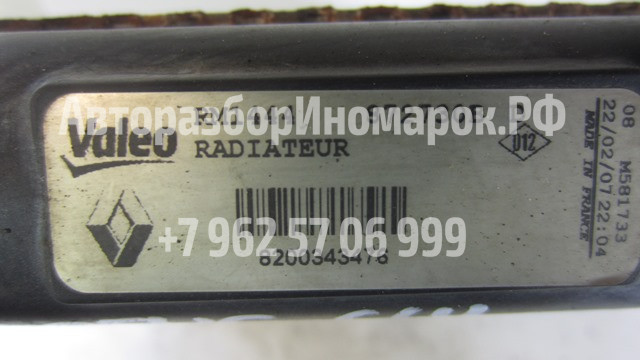 АвторазборИномарок.РФ
Valeo
RADIATEUR
D12
+7 962 57 06 999
8200343476
08 M581733
22/02/07 22:04
MADE IN FRANCE